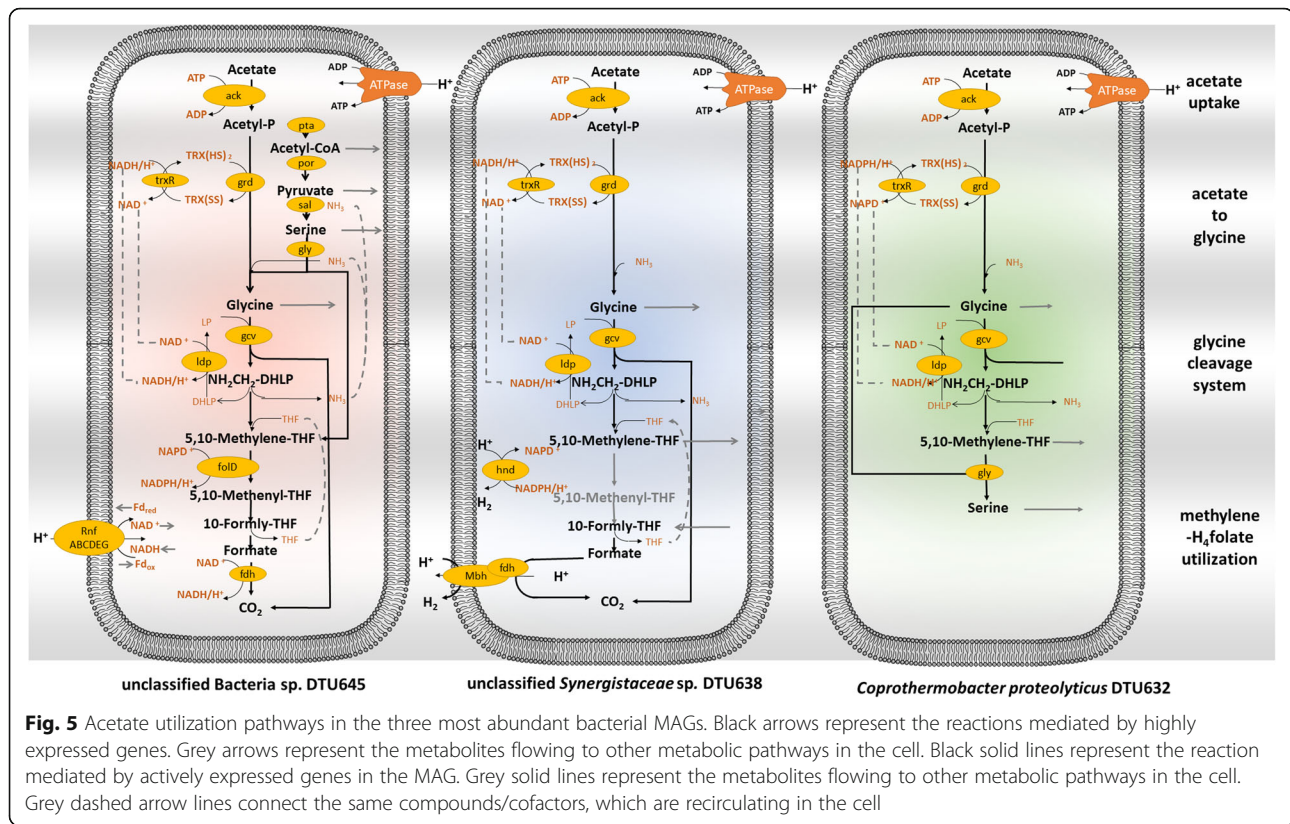 Acetate
ATP
ack
ADP
Acetyl-P
ADP
ATPase
H⁺
ATP
pta
Acetyl-CoA
por
Pyruvate
sal
NH₃
Serine
gly
NH₃
NADH/H⁺
TRX(HS)₂
trxR
grd
NAD⁺
TRX(SS)
Glycine
LP
gcv
NAD⁺
ldp
NADH/H⁺
NH₂CH₂-DHLP
DHLP
NH₃
THF
5,10-Methylene-THF
NAPD⁺
folD
NADPH/H⁺
5,10-Methenyl-THF
10-Formly-THF
THF
Formate
NAD⁺
fdh
NADH/H⁺
CO₂
Fd_red
NAD⁺
H⁺
Rnf
ABCDEG
NADH
Fd_ox
unclassified Bacteria sp. DTU645
Acetate
ATP
ack
ADP
Acetyl-P
ADP
ATPase
H⁺
ATP
NADH/H⁺
TRX(HS)₂
trxR
grd
NAD⁺
TRX(SS)
NH₃
Glycine
LP
gcv
NAD⁺
ldp
NADH/H⁺
NH₂CH₂-DHLP
DHLP
NH₃
THF
5,10-Methylene-THF
H⁺
NAPD⁺
hnd
NADPH/H⁺
H₂
5,10-Methenyl-THF
10-Formly-THF
THF
Formate
H⁺
fdh
Mbh
H⁺
H₂
CO₂
unclassified Synergistaceae sp. DTU638
Acetate
ATP
ack
ADP
Acetyl-P
ADP
ATPase
H⁺
ATP
NADPH/H⁺
TRX(HS)₂
trxR
grd
NAPD⁺
TRX(SS)
NH₃
Glycine
LP
gcv
NAD⁺
ldp
NADH/H⁺
NH₂CH₂-DHLP
DHLP
NH₃
THF
5,10-Methylene-THF
gly
Serine
Coprothermobacter proteolyticus DTU632
acetate
uptake
acetate
to
glycine
glycine
cleavage
system
methylene
-H₄folate
utilization
Fig. 5 Acetate utilization pathways in the three most abundant bacterial MAGs. Black arrows represent the reactions mediated by highly
expressed genes. Grey arrows represent the metabolites flowing to other metabolic pathways in the cell. Black solid lines represent the reaction
mediated by actively expressed genes in the MAG. Grey solid lines represent the metabolites flowing to other metabolic pathways in the cell.
Grey dashed arrow lines connect the same compounds/cofactors, which are recirculating in the cell